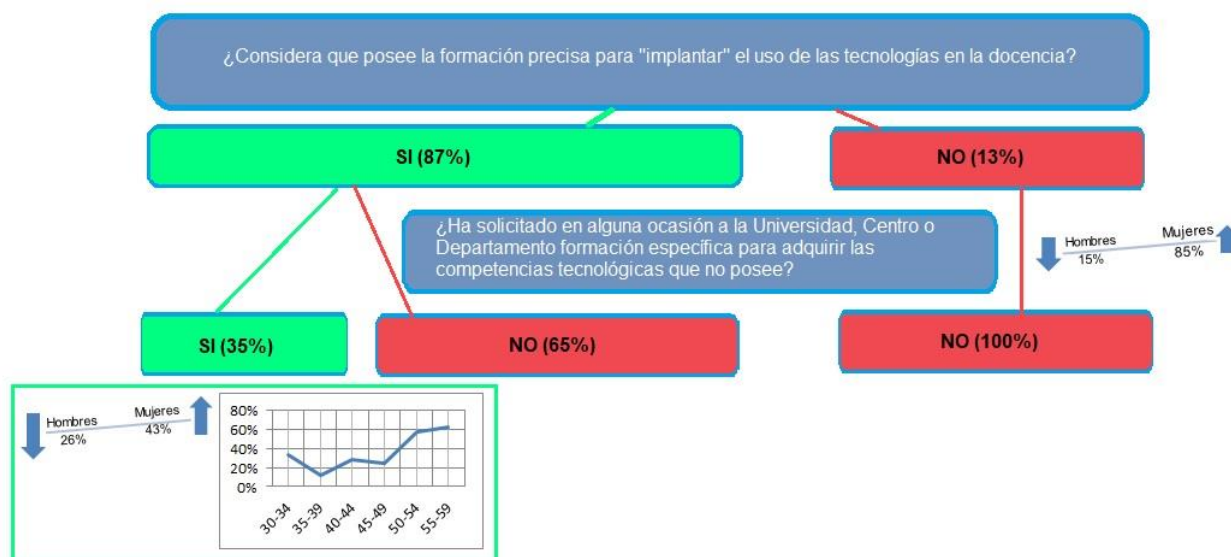 ¿Considera que posee la formación precisa para "implantar" el uso de las tecnologías en la docencia?
SI (87%)
NO (13%)
¿Ha solicitado en alguna ocasión a la Universidad, Centro o
Departamento formación específica para adquirir las
competencias tecnológicas que no posee?
Hombres
15%
Mujeres
85%
SI (35%)
NO (65%)
NO (100%)
Hombres
26%
Mujeres
43%
80%
60%
40%
20%
0%
30-34
35-39
40-44
45-49
50-54
55-59